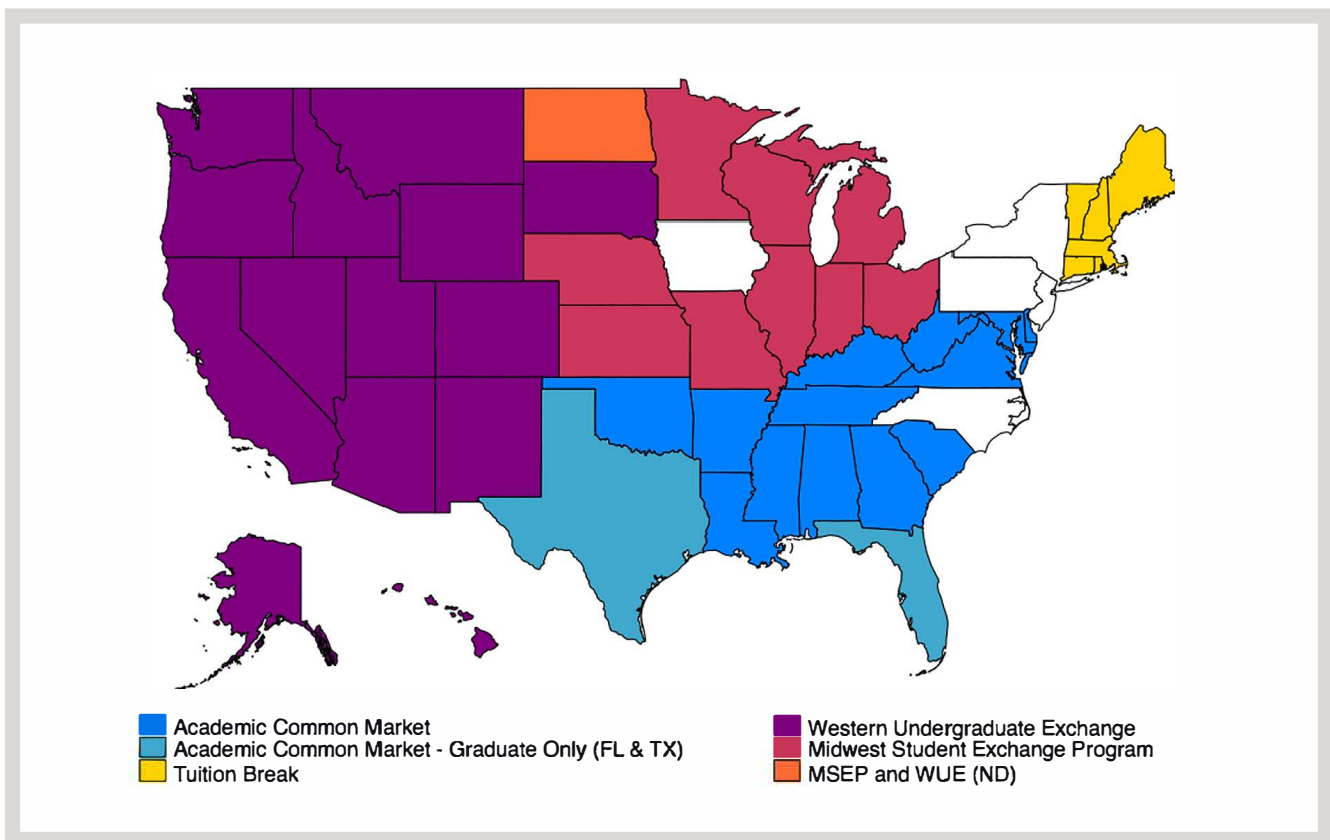 Academic Common Market
Academic Common Market - Graduate Only (FL & TX)
Tuition Break
Western Undergraduate Exchange
Midwest Student Exchange Program
MSEP and WUE (ND)